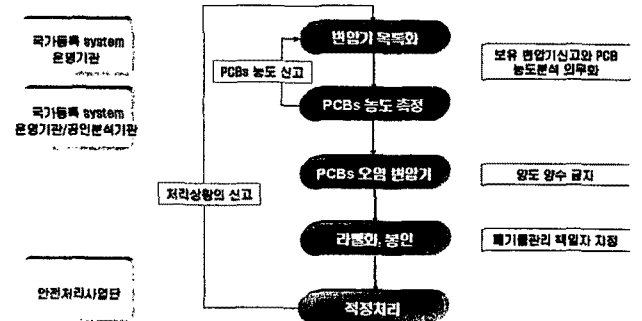 국가등록 system
운영기관
변압기 목록화
PCBs 농도 신고
보유 변압기신고와 PCB
농도분석 의무화
국가등록 system
운영기관/공인분석기관
PCBs 농도 측정
PCBs 오염 변압기
양도 양수 금지
처리상황의 신고
라벨화, 봉인
폐기물관리 책임자 지정
안전처리사업단
적정처리